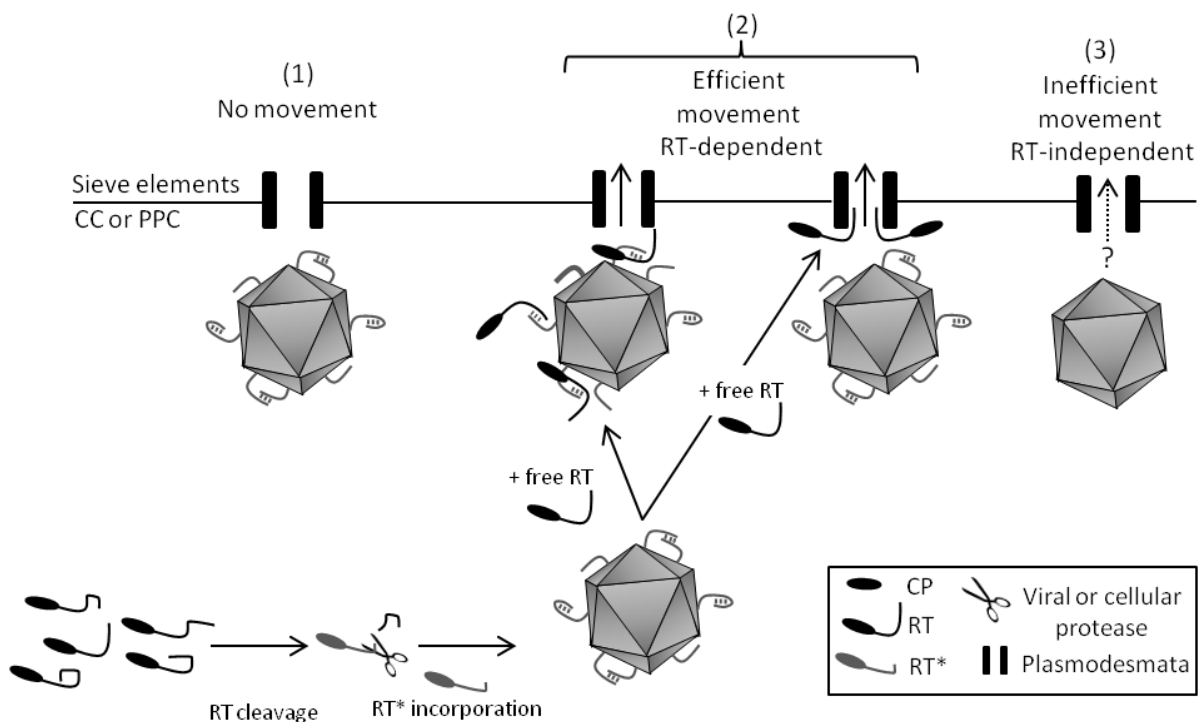 (1)
No movement
(2)
Efficient
movement
RT-dependent
(3)
Inefficient
movement
RT-independent
Sieve elements
CC or PPC
?
+ free RT
+ free RT
RT cleavage
RT* incorporation
CP
RT
RT*
Viral or cellular
protease
Plasmodesmata